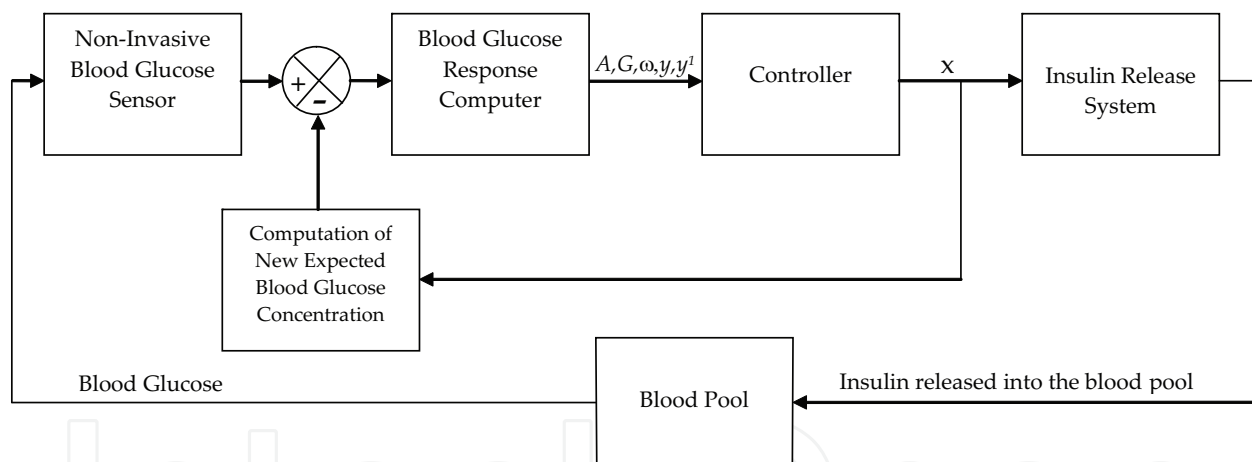 Non-Invasive
Blood Glucose
Sensor
+
-
Blood Glucose
Response
Computer
A,G,ω,y,y¹
Controller
x
Insulin Release
System
Computation of
New Expected
Blood Glucose
Concentration
Blood Glucose
Blood Pool
Insulin released into the blood pool